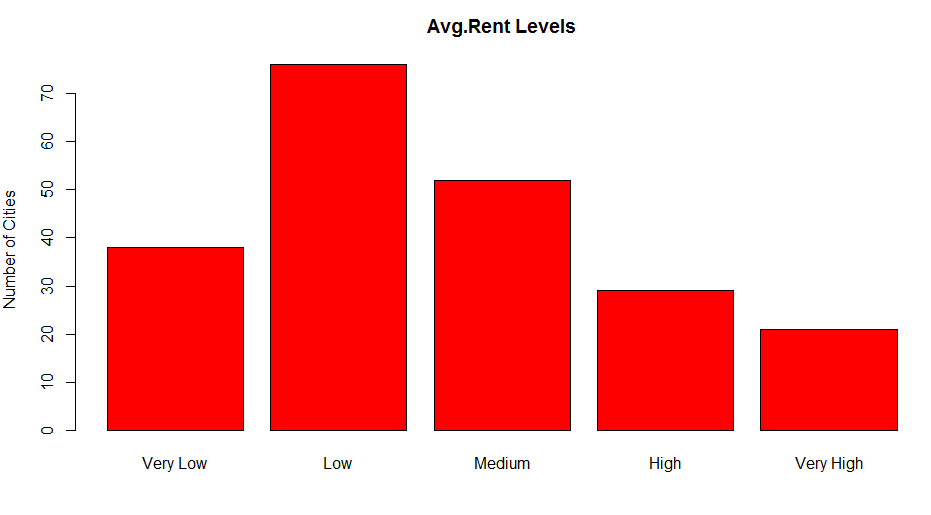 Avg.Rent Levels
Number of Cities
70
60
50
40
30
20
10
0
Very Low
Low
Medium
High
Very High